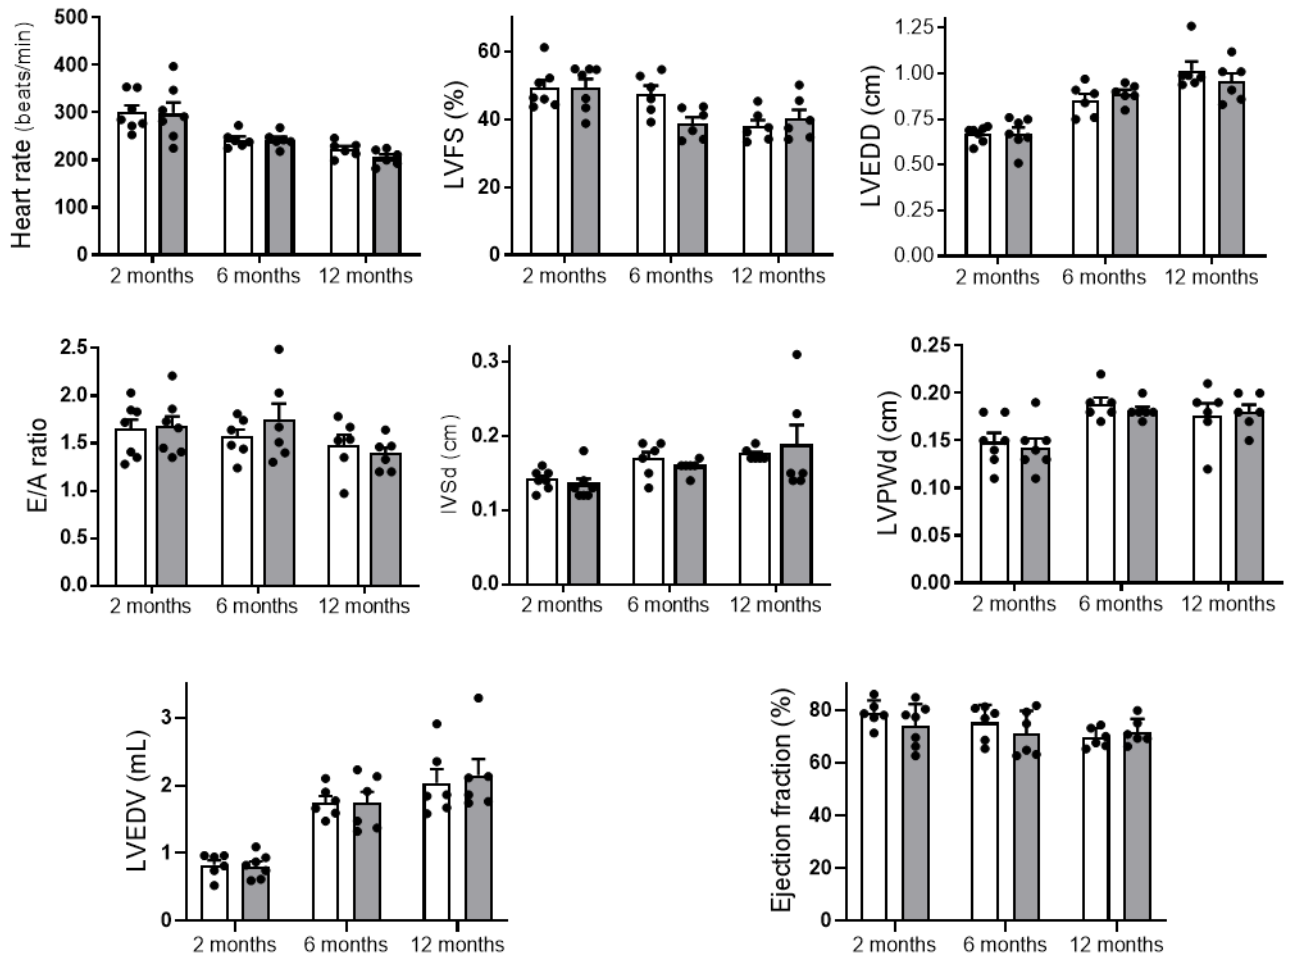 Heart rate (beats/min)
500
400
300
200
100
0
2 months 6 months 12 months
LVFS (%)
60
40
20
0
2 months 6 months 12 months
LVEDD (cm)
1.25
1.00
0.75
0.50
0.25
0.00
2 months 6 months 12 months
E/A ratio
2.5
2.0
1.5
1.0
0.5
0.0
2 months 6 months 12 months
IVSd (cm)
0.3
0.2
0.1
0.0
2 months 6 months 12 months
LVPWd (cm)
0.25
0.20
0.15
0.10
0.05
0.00
2 months 6 months 12 months
LVEDV (mL)
3
2
1
0
2 months 6 months 12 months
Ejection fraction (%)
80
60
40
20
0
2 months 6 months 12 months